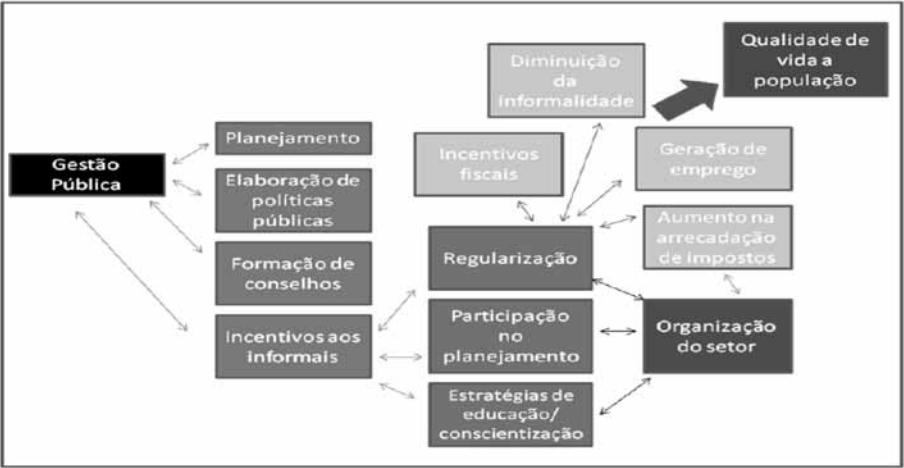 Gestão
Pública
Planejamento
Elaboração de
políticas
públicas
Formação de
conselhos
Incentivos aos
informais
Incentivos
fiscais
Diminuição
da
informalidade
Qualidade de
vida a
população
Geração de
emprego
Aumento na
arrecadação
de impostos
Regularização
Participação
no
planejamento
Estratégias de
educação/
conscientização
Organização
do setor